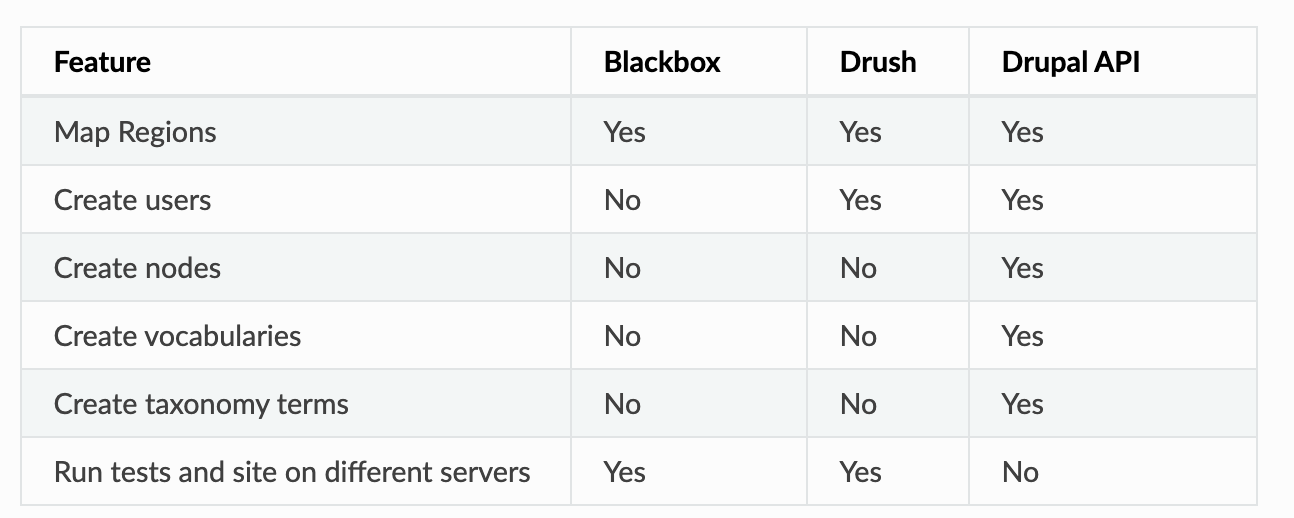 Feature Blackbox Drush Drupal API
Map Regions Yes Yes Yes
Create users No Yes Yes
Create nodes No No Yes
Create vocabularies No No Yes
Create taxonomy terms No No Yes
Run tests and site on different servers Yes Yes No